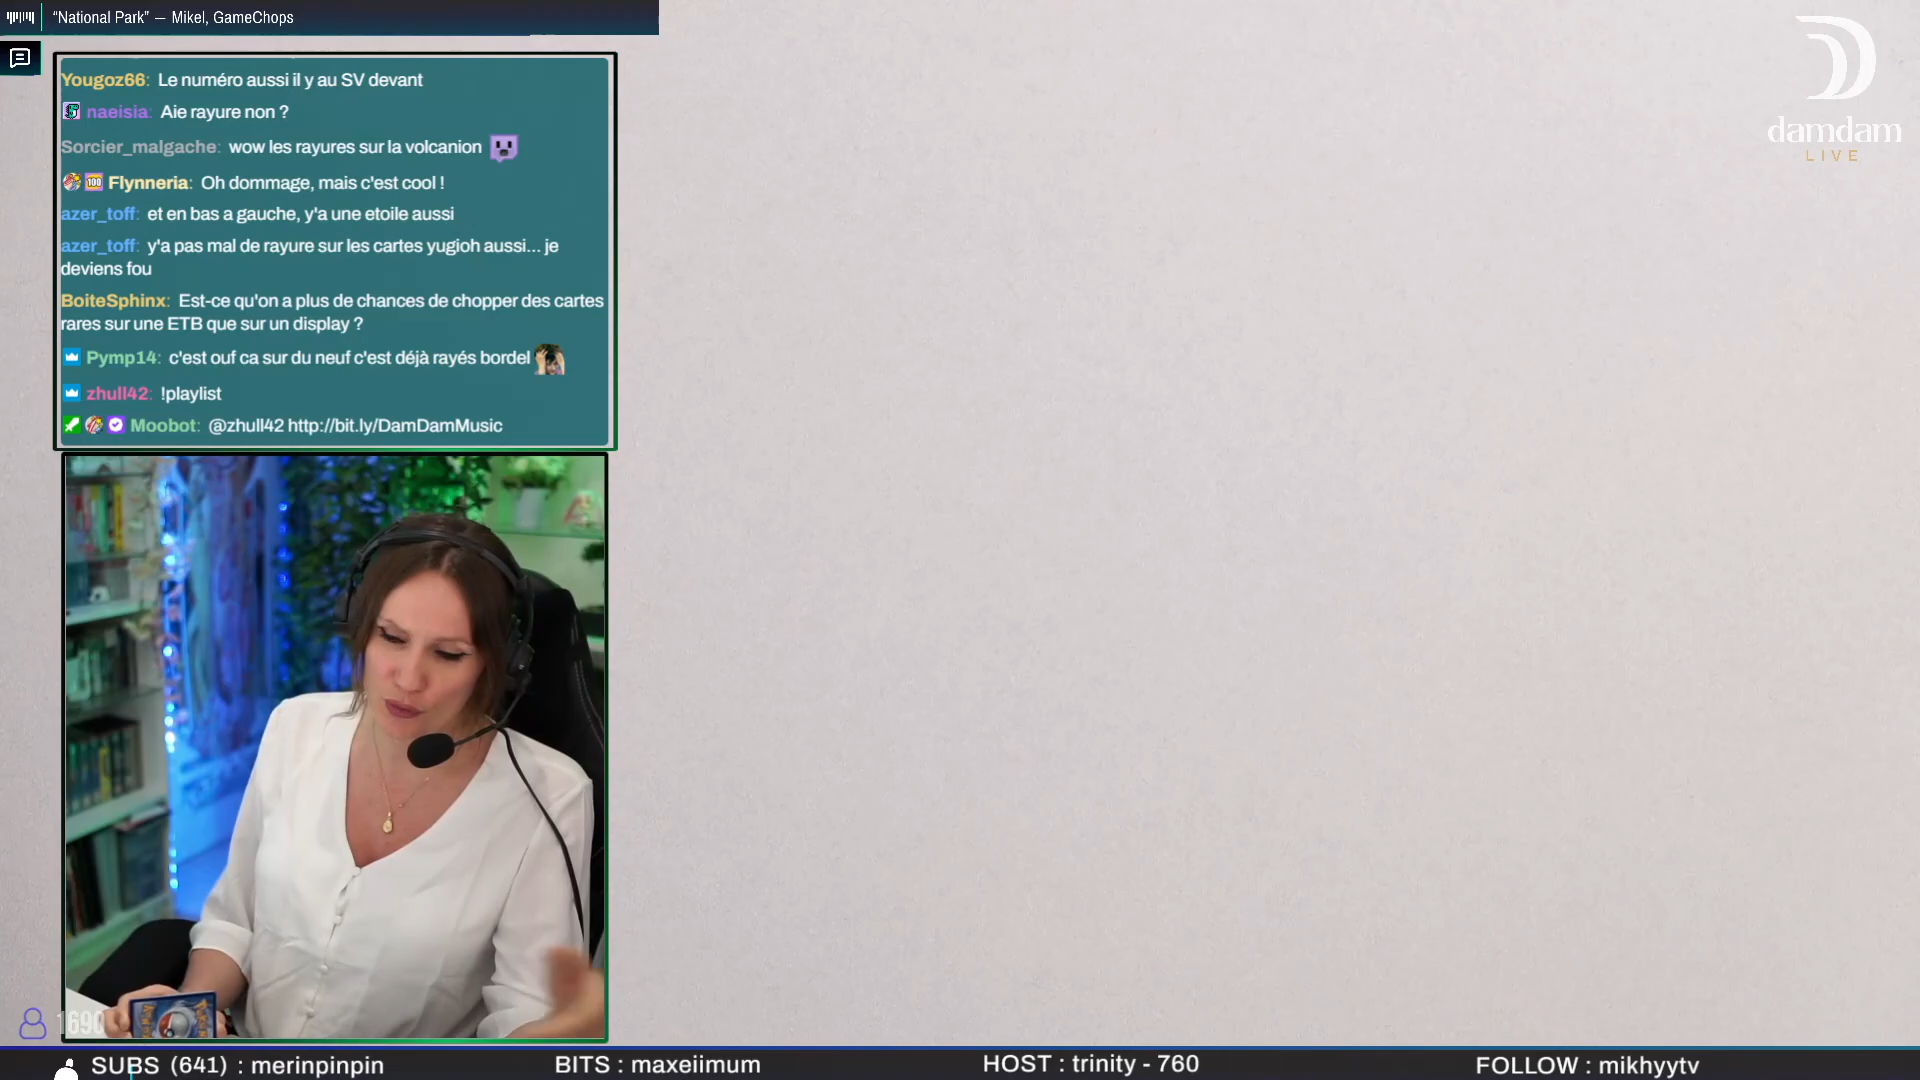 “National Park” — Mikel, GameChops
damdam
LIVE
Yougoz66: Le numéro aussi il y au SV devant
naeisia: Aie rayure non ?
Sorcier_malgache: wow les rayures sur la volcanion
100 Flynneria: Oh dommage, mais c'est cool !
azer_toff: et en bas a gauche, y'a une etoile aussi
azer_toff: y'a pas mal de rayure sur les cartes yugioh aussi... je
deviens fou
BoiteSphinx: Est-ce qu'on a plus de chances de chopper des cartes
rares sur une ETB que sur un display ?
Pymp14: c'est ouf ca sur du neuf c'est déjà rayés bordel
zhull42: !playlist
Moobot: @zhull42 http://bit.ly/DamDamMusic
1690
SUBS (641) : merinpinpin
BITS : maxeiimum
HOST : trinity - 760
FOLLOW : mikhyytv